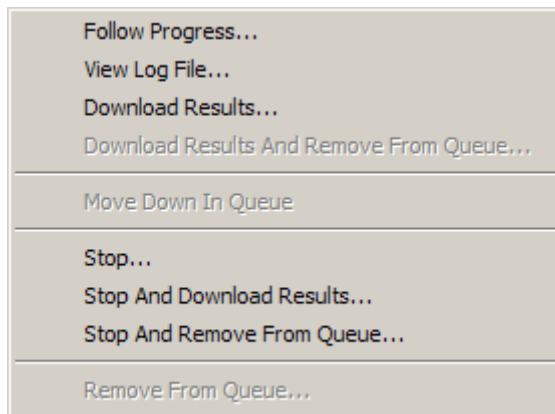 Follow Progress...
View Log File...
Download Results...
Download Results And Remove From Queue...
Move Down In Queue
Stop...
Stop And Download Results...
Stop And Remove From Queue...
Remove From Queue...